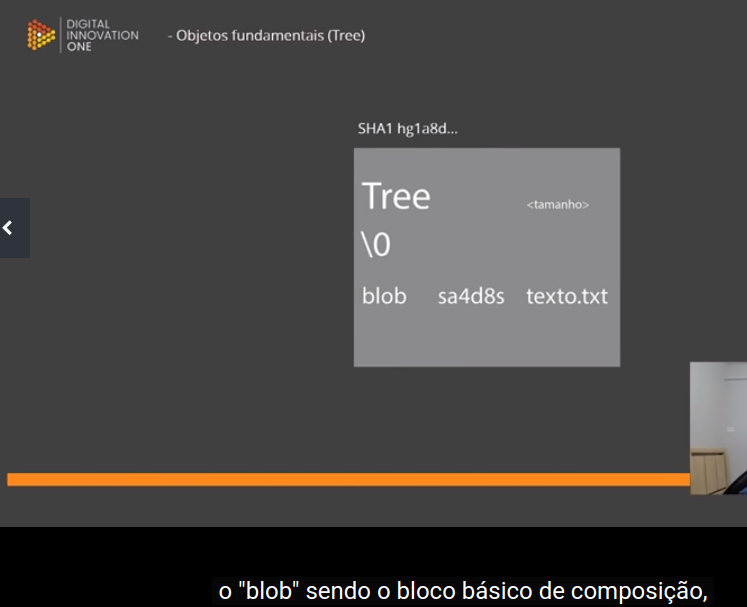 DIGITAL
INNOVATION
ONE
- Objetos fundamentais (Tree)
SHA1 hg1a8d...
Tree <tamanho>
\0
blob sa4d8s texto.txt
o "blob" sendo o bloco básico de composição,